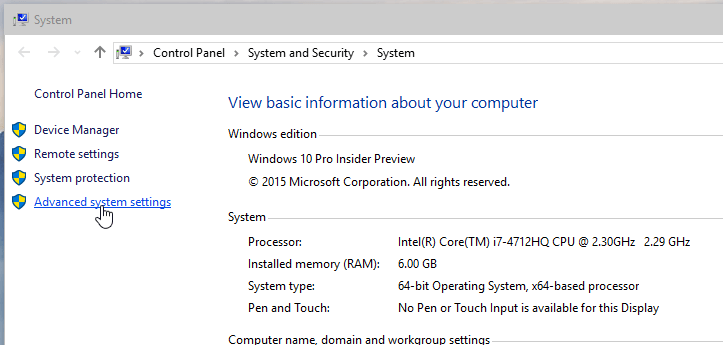 System
Control Panel > System and Security > System
Control Panel Home
Device Manager
Remote settings
System protection
Advanced system settings
View basic information about your computer
Windows edition
Windows 10 Pro Insider Preview
© 2015 Microsoft Corporation. All rights reserved.
System
Processor: Intel(R) Core(TM) i7-4712HQ CPU @ 2.30GHz 2.29 GHz
Installed memory (RAM): 6.00 GB
System type: 64-bit Operating System, x64-based processor
Pen and Touch: No Pen or Touch Input is available for this Display
Computer name, domain and workgroup settings